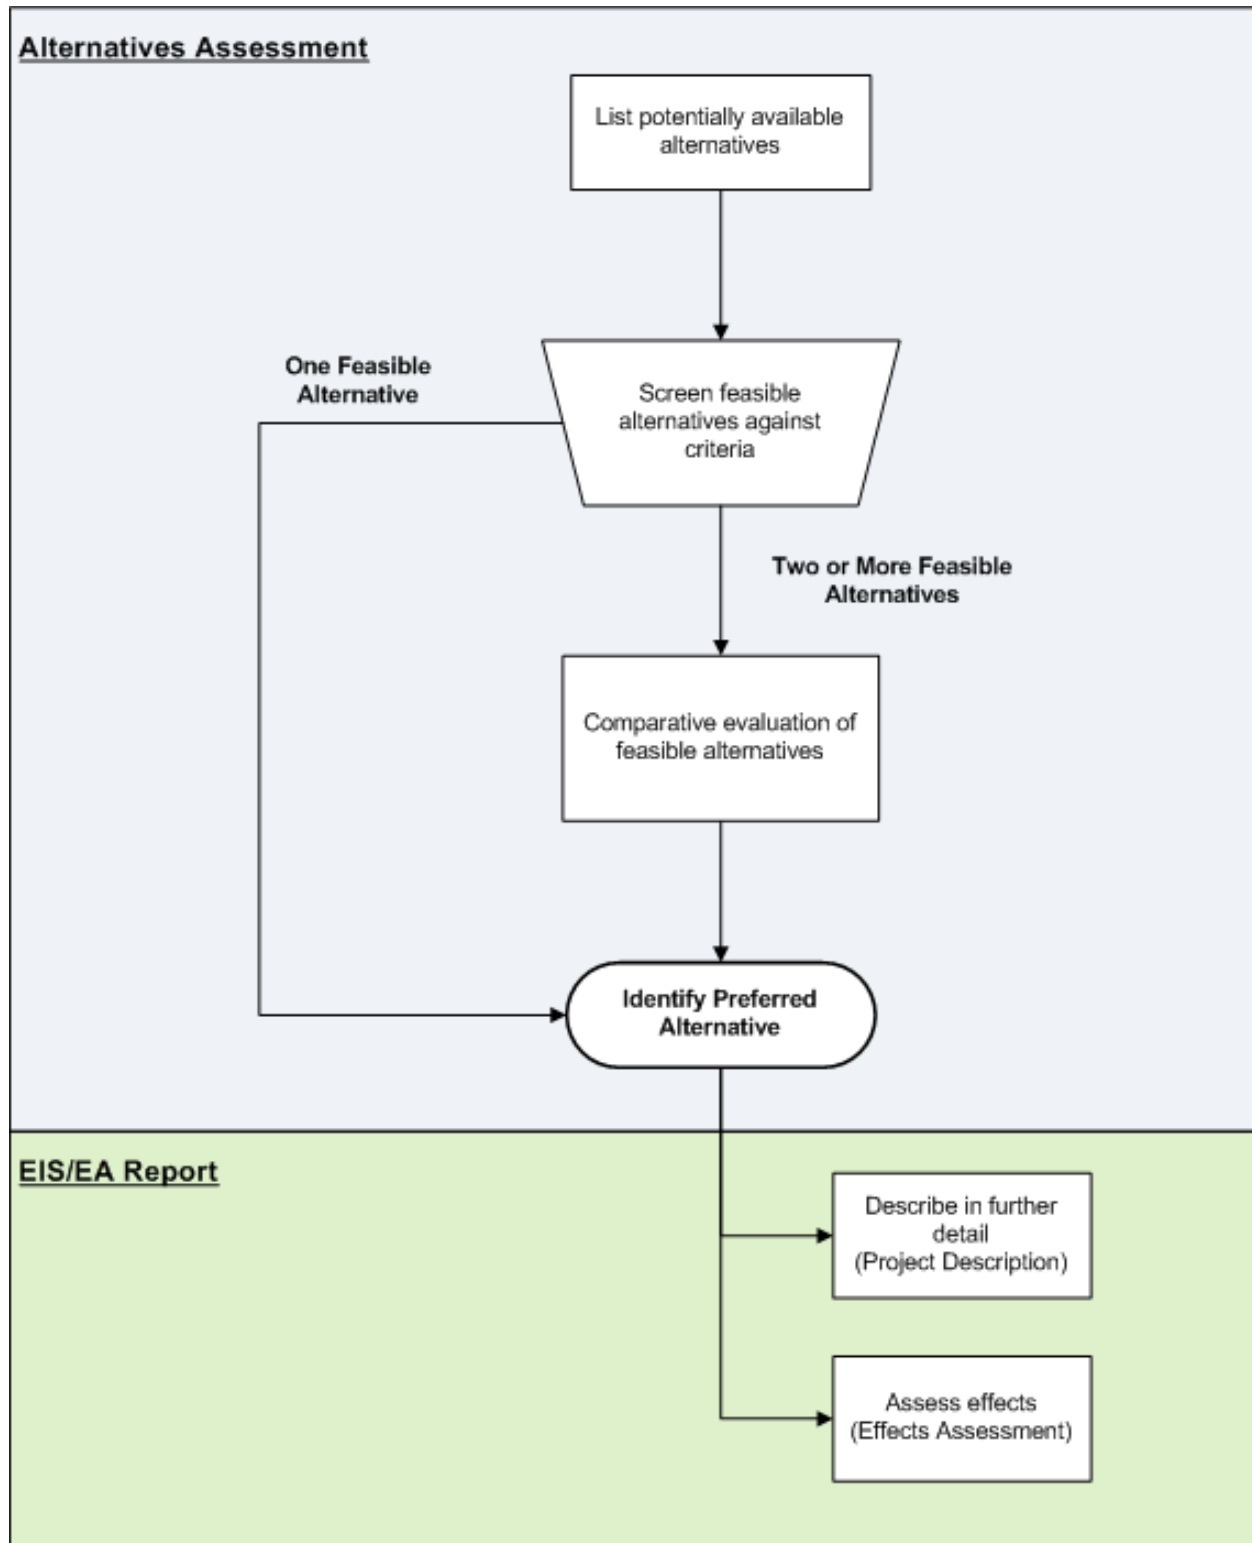 Alternatives Assessment
List potentially available
alternatives
One Feasible
Alternative
Screen feasible
alternatives against
criteria
Two or More Feasible
Alternatives
Comparative evaluation of
feasible alternatives
Identify Preferred
Alternative
EIS/EA Report
Describe in further
detail
(Project Description)
Assess effects
(Effects Assessment)